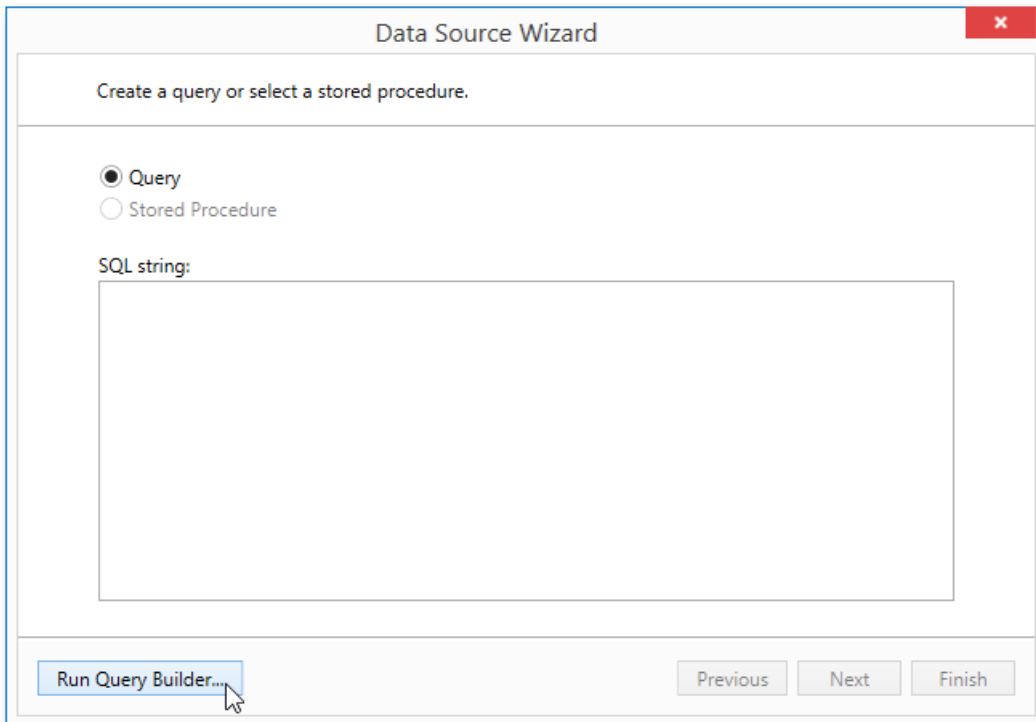 Data Source Wizard
Create a query or select a stored procedure.
Query
Stored Procedure
SQL string:
Run Query Builder...
Previous Next Finish